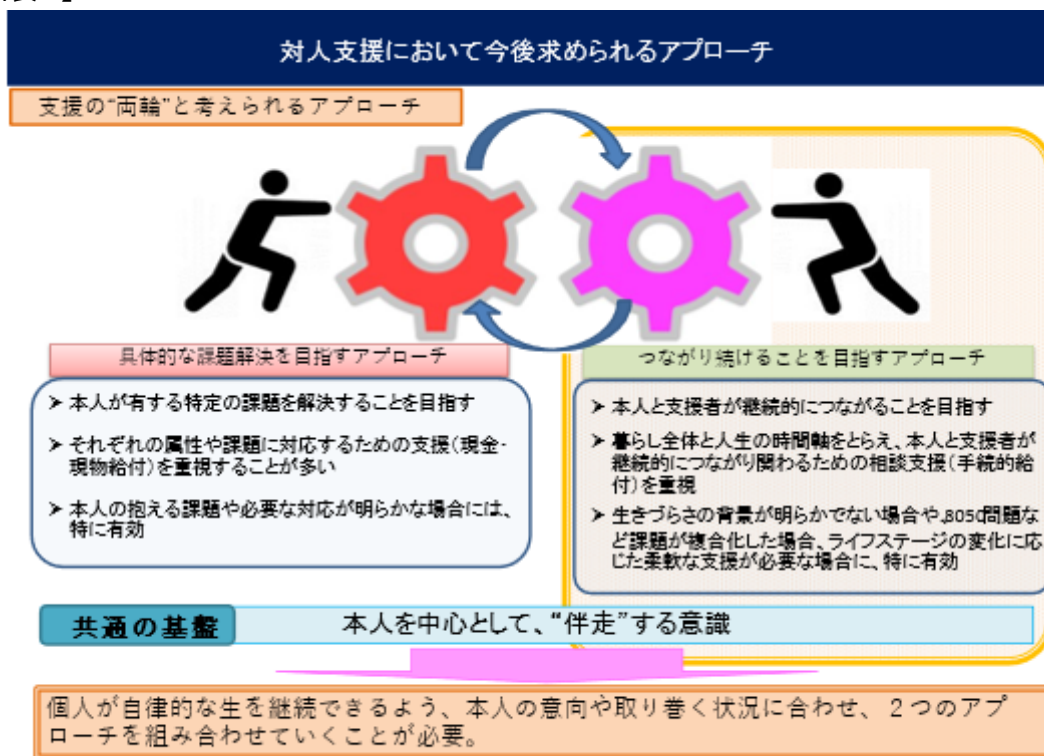 対人支援において今後求められるアプローチ
支援の“両輪”と考えられるアプローチ
具体的な課題解決を目指すアプローチ
➢ 本人が有する特定の課題を解決することを目指す
➢ それぞれの属性や課題に対応するための支援(現金・
現物給付)を重視することが多い
➢ 本人の抱える課題や必要な対応が明らかな場合には、
特に有効
つながり続けることを目指すアプローチ
➢ 本人と支援者が継続的につながることを目指す
➢ 暮らし全体と人生の時間軸をとらえ、本人と支援者が
継続的につながり関わるための相談支援(手続的給
付)を重視
➢ 生きづらさの背景が明らかでない場合や、8050問題な
ど課題が複合化した場合、ライフステージの変化に応
じた柔軟な支援が必要な場合に、特に有効
共通の基盤
本人を中心として、“伴走”する意識
個人が自律的な生を継続できるよう、本人の意向や取り巻く状況に合わせ、２つのアプ
ローチを組み合わせていくことが必要。